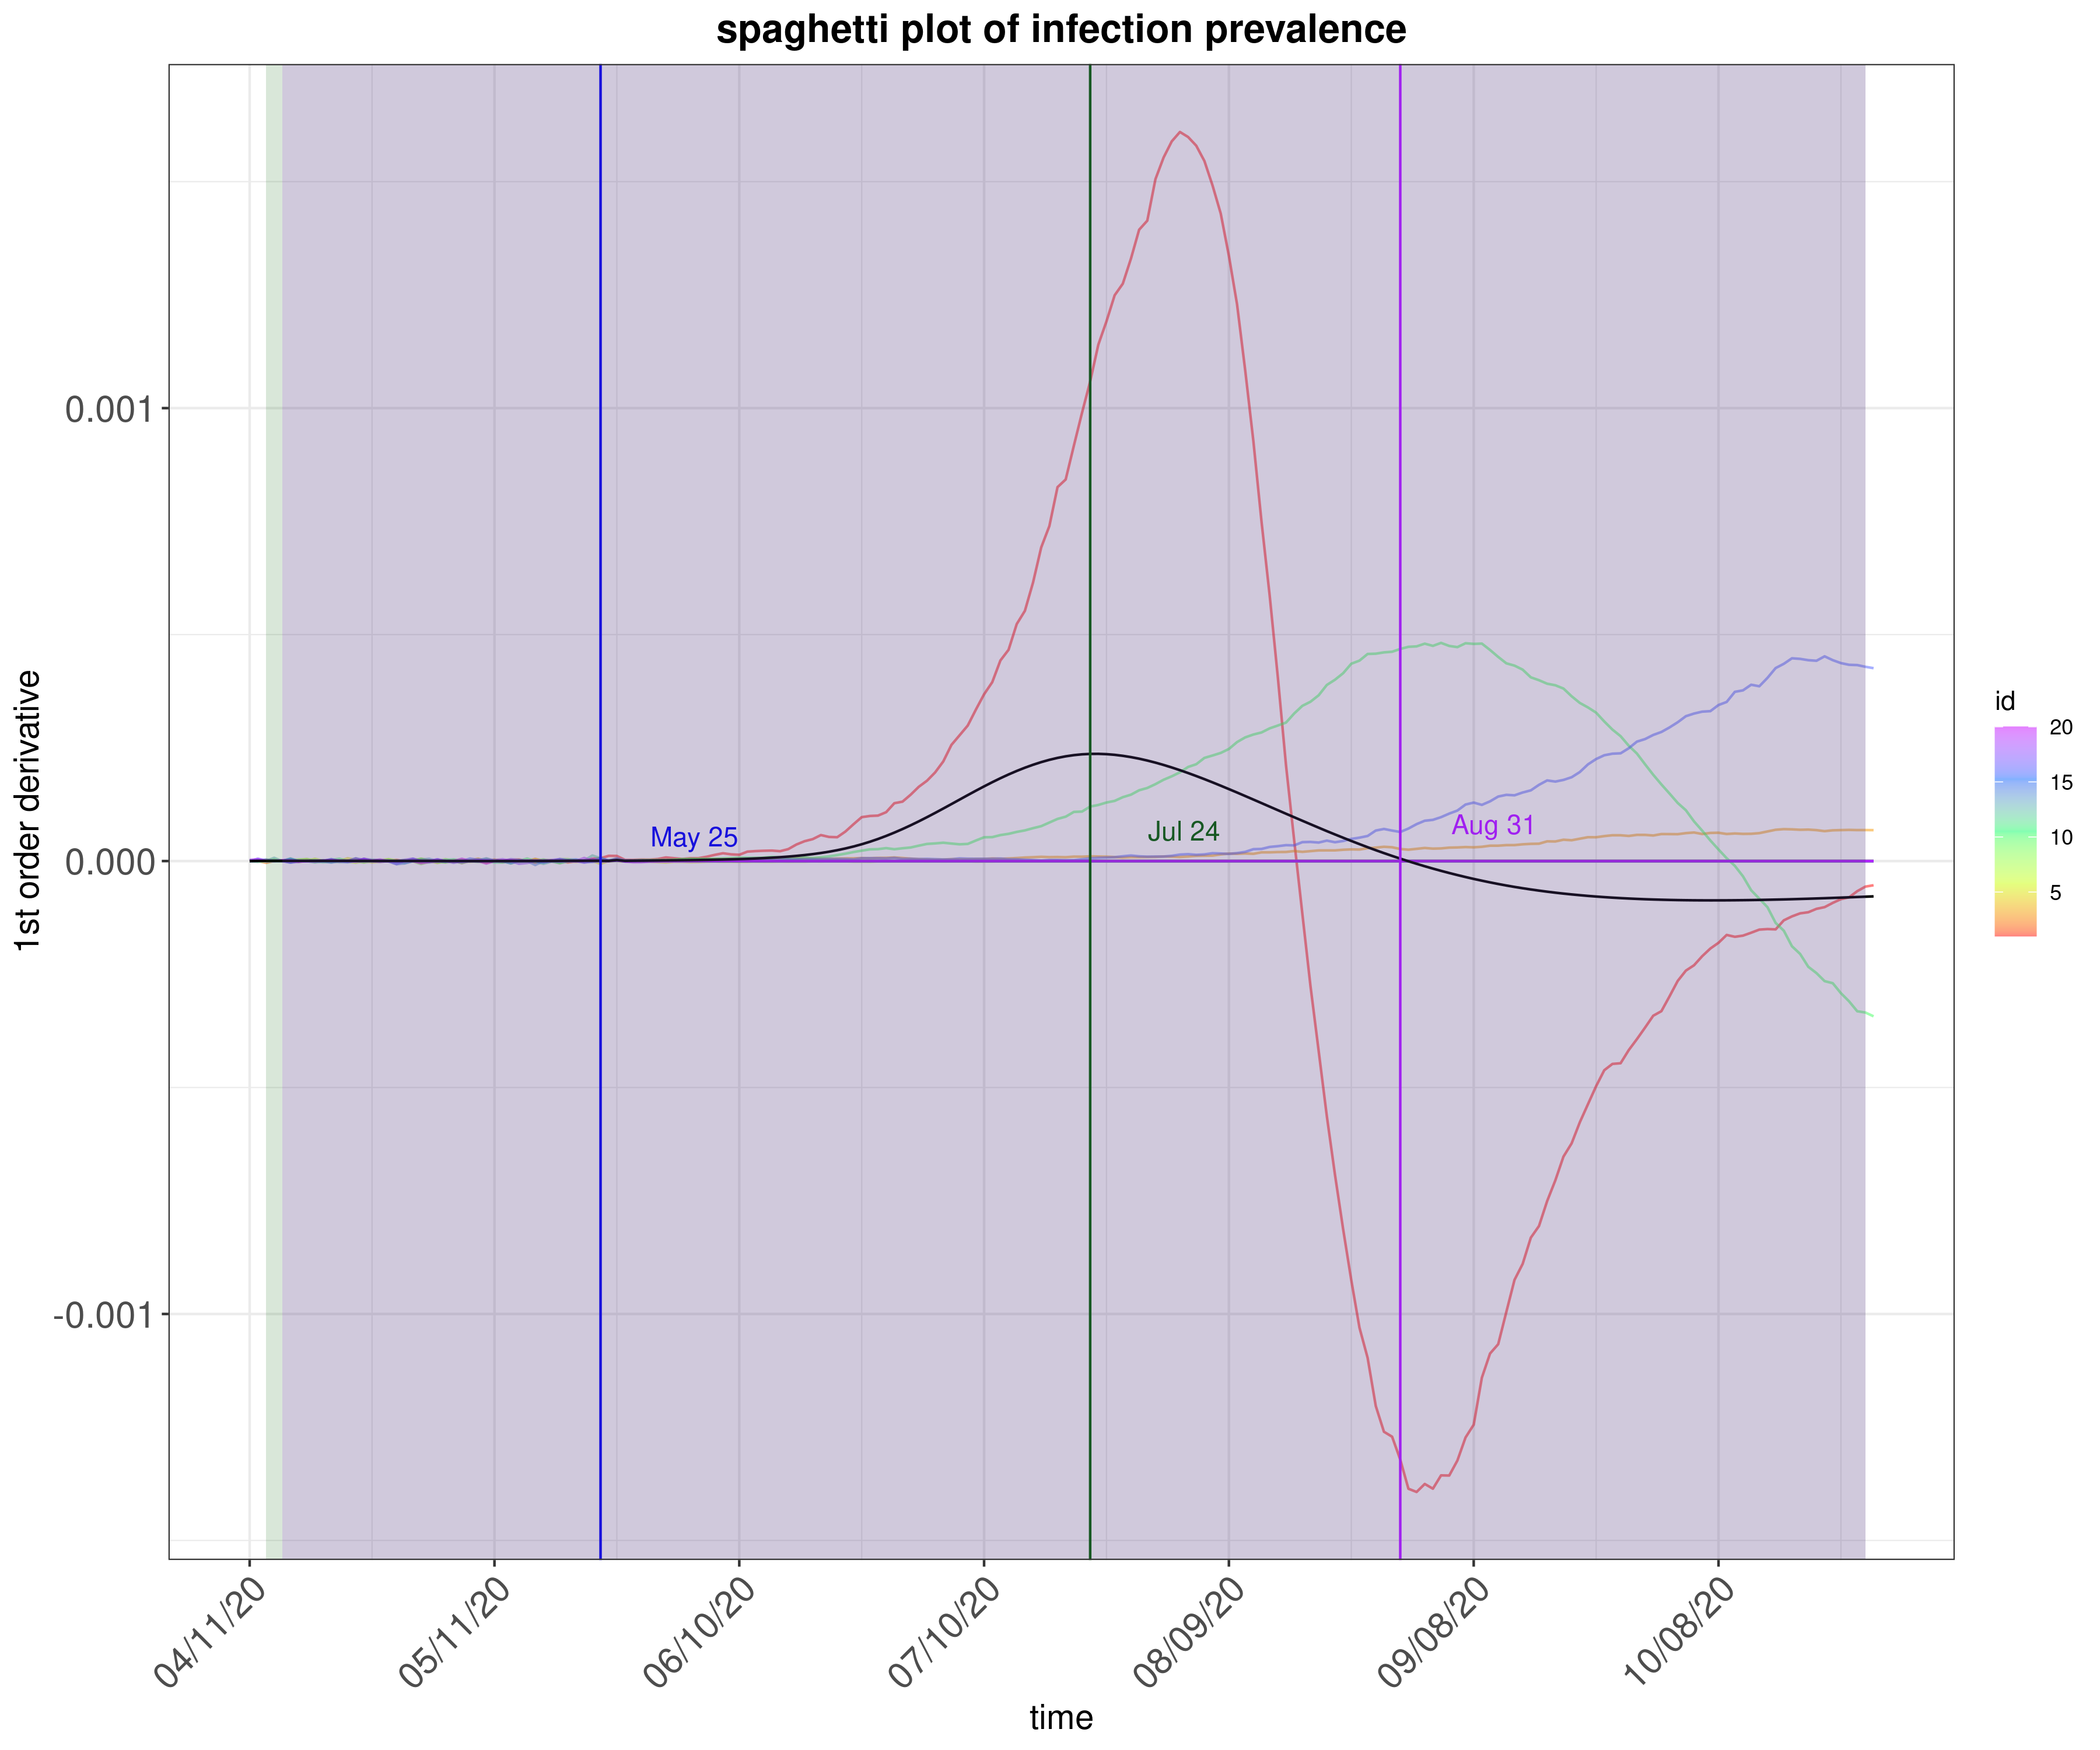 spaghetti plot of infection prevalence
1st order derivative
0.001
0.000
-0.001
May 25
Jul 24
Aug 31
id
20
15
10
5
04/11/20
05/11/20
06/10/20
07/10/20
08/09/20
09/08/20
10/08/20
time